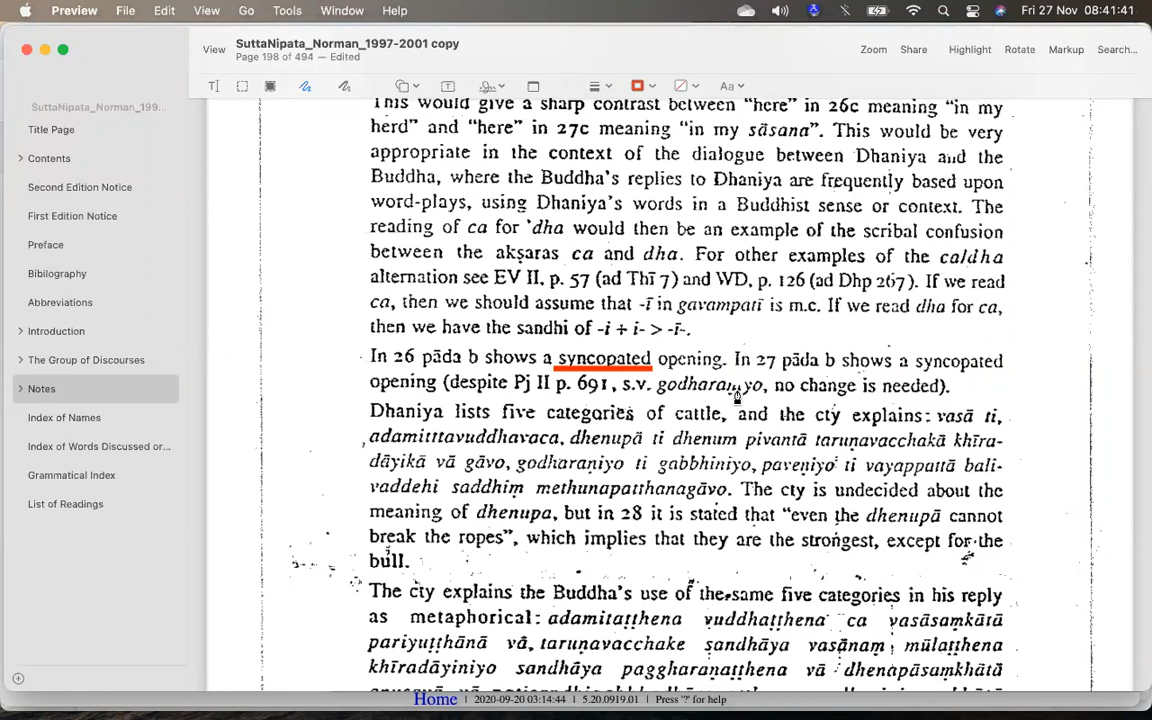 Preview File Edit View Go Tools Window Help Fri 27 Nov 08:41:41
SuttaNipata_Norman_1997-2001 copy
Page 198 of 494 — Edited
View Zoom Share Highlight Rotate Markup Search...
Aa
SuttaNipata_Norman_199...
Title Page
Contents
Second Edition Notice
First Edition Notice
Preface
Bibilography
Abbreviations
Introduction
The Group of Discourses
Notes
Index of Names
Index of Words Discussed or...
Grammatical Index
List of Readings
This would give a sharp contrast between “here” in 26c meaning “in my
herd” and “here” in 27c meaning “in my sāsana”. This would be very
appropriate in the context of the dialogue between Dhaniya and the
Buddha, where the Buddha’s replies to Dhaniya are frequently based upon
word-plays, using Dhaniya’s words in a Buddhist sense or context. The
reading of ca for ’dha would then be an example of the scribal confusion
between the akṣaras ca and dha. For other examples of the ca/dha
alternation see EV II, p. 57 (ad Thī 7) and WD, p. 126 (ad Dhp 267). If we read
ca, then we should assume that -ī in gavampatī is m.c. If we read dha for ca,
then we have the sandhi of -i + i- > -ī-.
In 26 pāda b shows a syncopated opening. In 27 pāda b shows a syncopated
opening (despite Pj II p. 691, s.v. godharaṇiyo, no change is needed).
Dhaniya lists five categories of cattle, and the cty explains: vasā ti,
adamitttavuddhavaca, dhenupā ti dhenum pivantā taruṇavacchakā khīra-
dāyikā vā gāvo, godharaṇiyo ti gabbhiniyo, paveṇiyo ti vayappattā bali-
vaddehi saddhiṃ methunapatthanagāvo. The cty is undecided about the
meaning of dhenupa, but in 28 it is stated that “even the dhenupā cannot
break the ropes”, which implies that they are the strongest, except for the
bull.
The cty explains the Buddha’s use of the same five categories in his reply
as metaphorical: adamitaṭṭhena vuddhaṭṭhena ca vasāsaṃkātā
pariyuṭṭhānā vā, taruṇavacchake sandhāya vasānaṃ mūlaṭṭhena
khīradāyiniyo sandhāya paggharaṇaṭṭhena vā dhenapāsaṃkhātā
Home | 2020-09-20 03:14:44 | 5.20.0919.01 | Press '?' for help